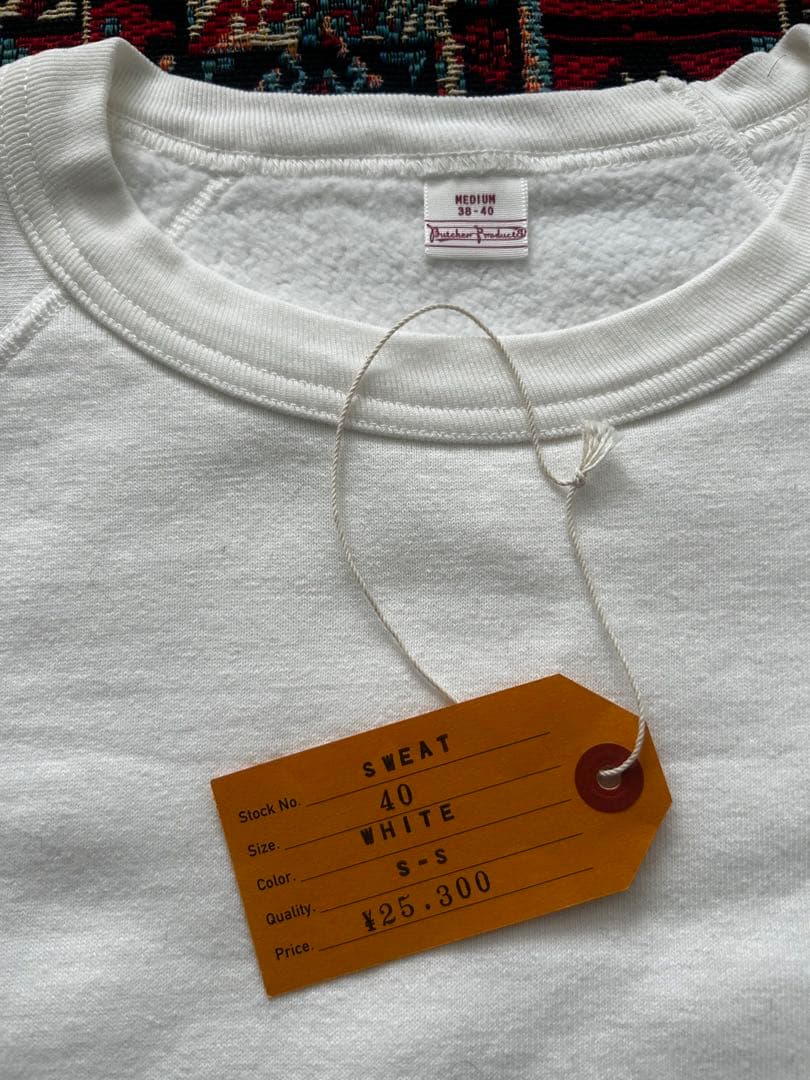 MEDIUM
38-40
Butcher Products
SWEAT
Stock No. 40
Size. WHITE
Color. S-S
Quality. ¥25.300
Price.